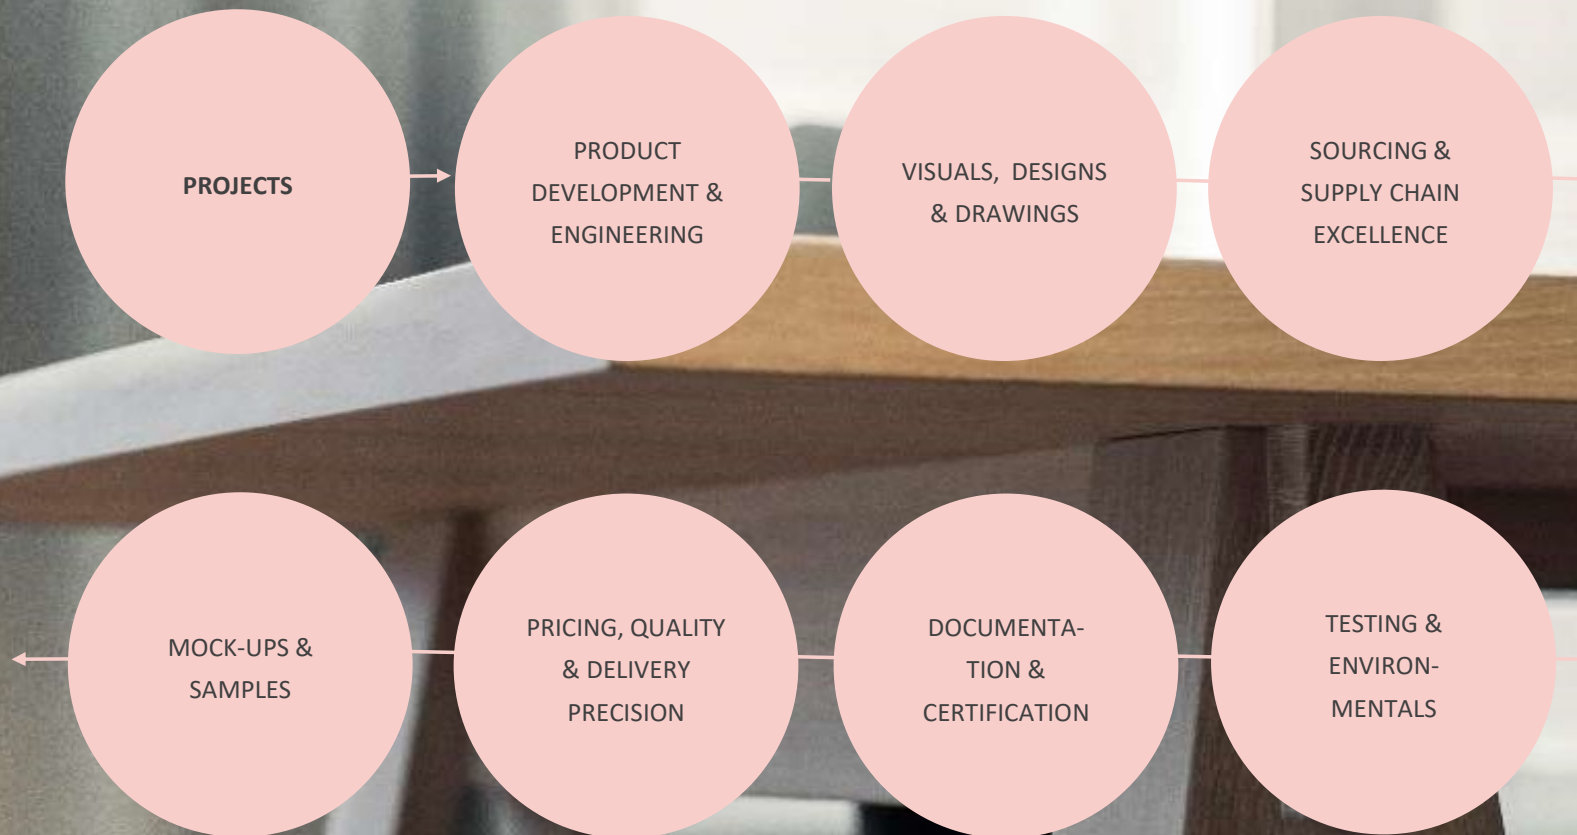 PROJECTS
PRODUCT
DEVELOPMENT &
ENGINEERING
VISUALS, DESIGNS
& DRAWINGS
SOURCING &
SUPPLY CHAIN
EXCELLENCE
MOCK-UPS &
SAMPLES
PRICING, QUALITY
& DELIVERY
PRECISION
DOCUMENTA-
TION &
CERTIFICATION
TESTING &
ENVIRON-
MENTALS